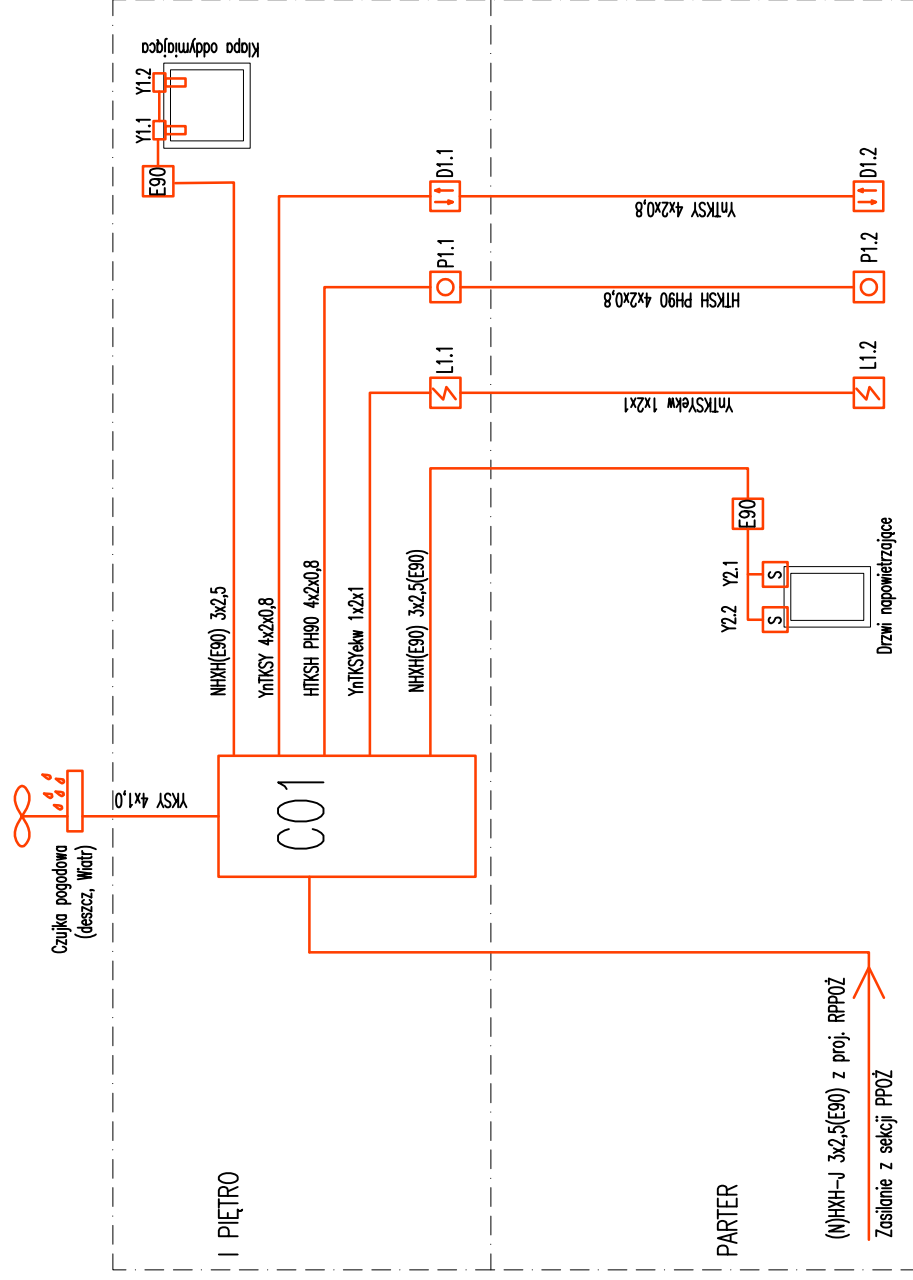 Czujka pogodowa
(deszcz, Wiatr)
YKSY 4x1,0
I PIĘTRO
CO1
NHXH(E90) 3x2,5
YnTKSY 4x2x0,8
HTKSH PH90 4x2x0,8
YnTKSYekw 1x2x1
NHXH(E90) 3x2,5(E90)
E90
Y1.1
Y1.2
Klapa oddymiająca
L1.1
P1.1
D1.1
YnTKSYekw 1x2x1
HTKSH PH90 4x2x0,8
YnTKSY 4x2x0,8
PARTER
E90
Y2.2
Y2.1
S
S
Drzwi napowietrzające
L1.2
P1.2
D1.2
(N)HXH-J 3x2,5(E90) z proj. RPPOŻ
Zasilanie z sekcji PPOŻ